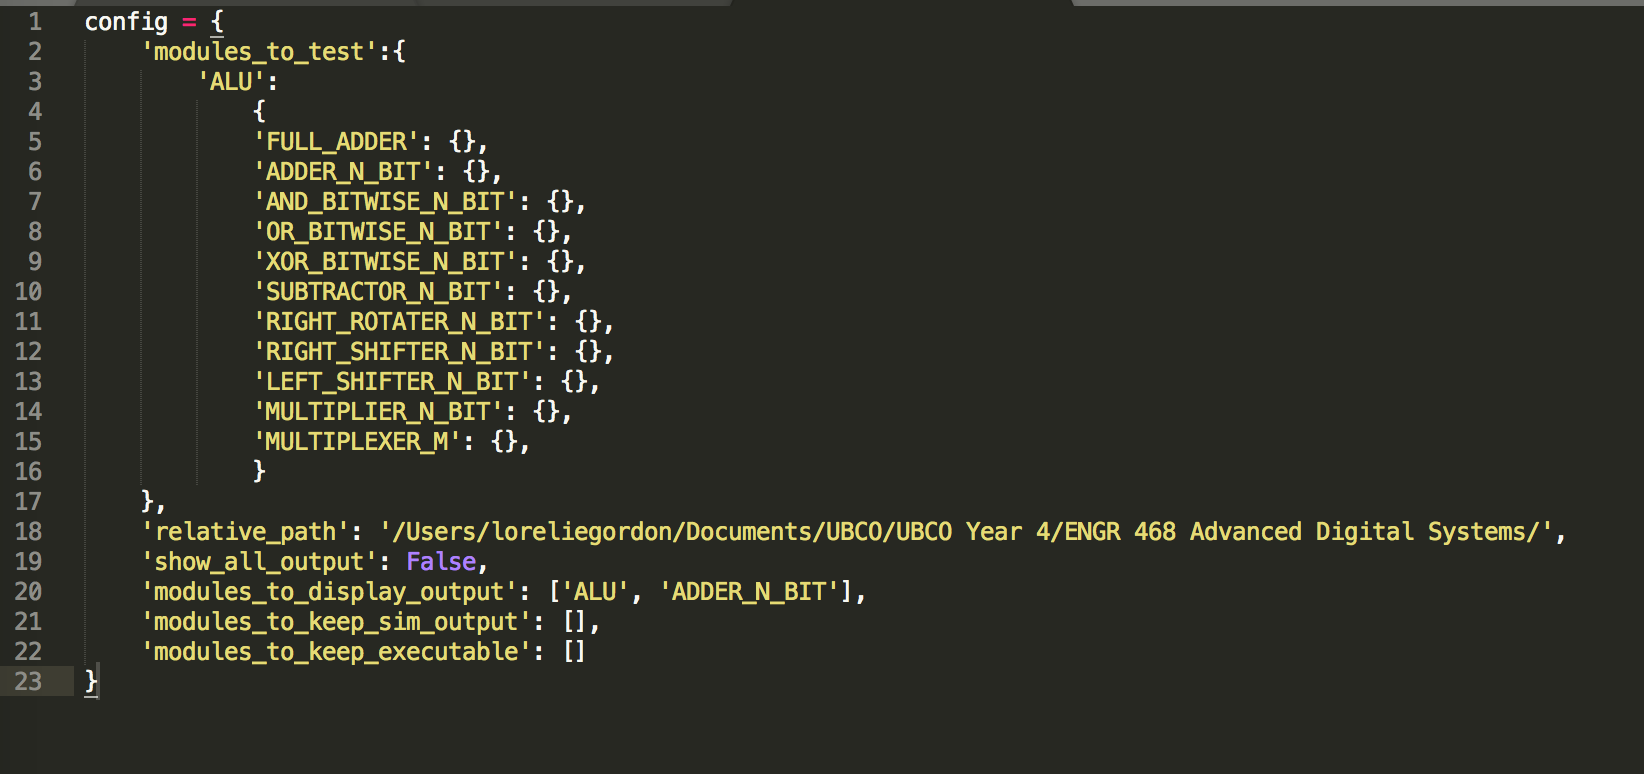 1 config = {
2 'modules_to_test':{
3 'ALU':
4 {
5 'FULL_ADDER': {},
6 'ADDER_N_BIT': {},
7 'AND_BITWISE_N_BIT': {},
8 'OR_BITWISE_N_BIT': {},
9 'XOR_BITWISE_N_BIT': {},
10 'SUBTRACTOR_N_BIT': {},
11 'RIGHT_ROTATER_N_BIT': {},
12 'RIGHT_SHIFTER_N_BIT': {},
13 'LEFT_SHIFTER_N_BIT': {},
14 'MULTIPLIER_N_BIT': {},
15 'MULTIPLEXER_M': {},
16 }
17 },
18 'relative_path': '/Users/loreliegordon/Documents/UBCO/UBCO Year 4/ENGR 468 Advanced Digital Systems/',
19 'show_all_output': False,
20 'modules_to_display_output': ['ALU', 'ADDER_N_BIT'],
21 'modules_to_keep_sim_output': [],
22 'modules_to_keep_executable': []
23 }